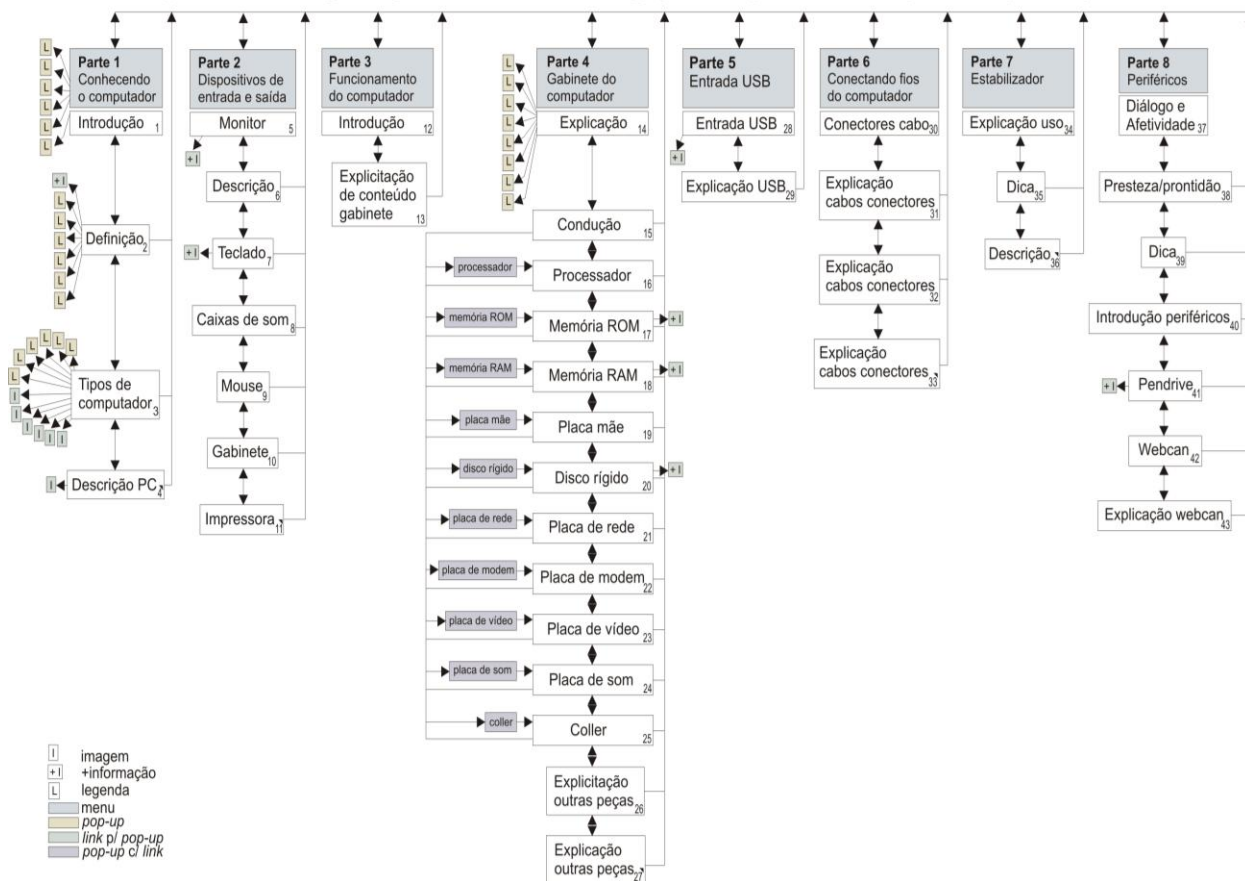 Parte 1
Conhecendo
o computador
L
L
L
L
L
L
L
Introdução 1
+ I
L
L
L
L
L
L
Definição 2
L
L
L
L
L
L
I
I
I
I
I
I
Tipos de
computador 3
I
Descrição PC 4
Parte 2
Dispositivos de
entrada e saída
Monitor 5
+ I
Descrição 6
+ I
Teclado 7
Caixas de som 8
Mouse 9
Gabinete 10
Impressora 11
Parte 3
Funcionamento
do computador
Introdução 12
Explicitação
de conteúdo
gabinete 13
Parte 4
Gabinete do
computador
L
L
L
L
L
L
L
L
Explicação 14
Condução 15
processador
Processador 16
memória ROM
Memória ROM 17
+ I
memória RAM
Memória RAM 18
+ I
placa mãe
Placa mãe 19
disco rígido
Disco rígido 20
+ I
placa de rede
Placa de rede 21
placa de modem
Placa de modem 22
placa de vídeo
Placa de vídeo 23
placa de som
Placa de som 24
coller
Coller 25
Explicitação
outras peças 26
Explicação
outras peças 27
Parte 5
Entrada USB
Entrada USB 28
+ I
Explicação USB 29
Parte 6
Conectando fios
do computador
Conectores cabo 30
Explicação
cabos conectores 31
Explicação
cabos conectores 32
Explicação
cabos conectores 33
Parte 7
Estabilizador
Explicação uso 34
Dica 35
Descrição 36
Parte 8
Periféricos
Diálogo e
Afetividade 37
Presteza/prontidão 38
Dica 39
Introdução periféricos 40
+ I
Pendrive 41
Webcan 42
Explicação webcan 43
I imagem
+ I +informação
L legenda
menu
pop-up
link p/ pop-up
pop-up c/ link